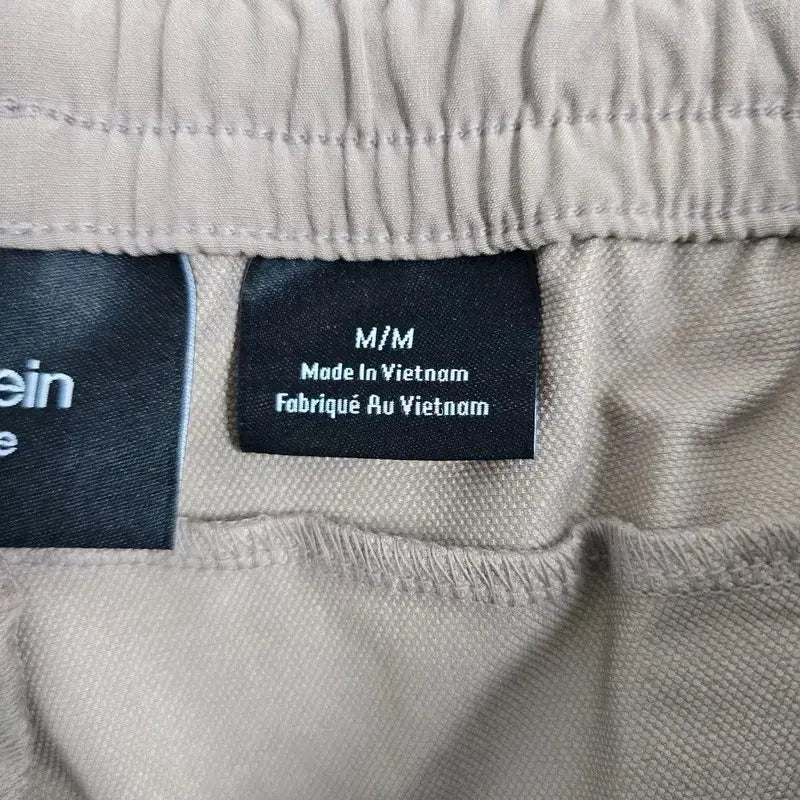 ein
e
M/M
Made In Vietnam
Fabriqué Au Vietnam